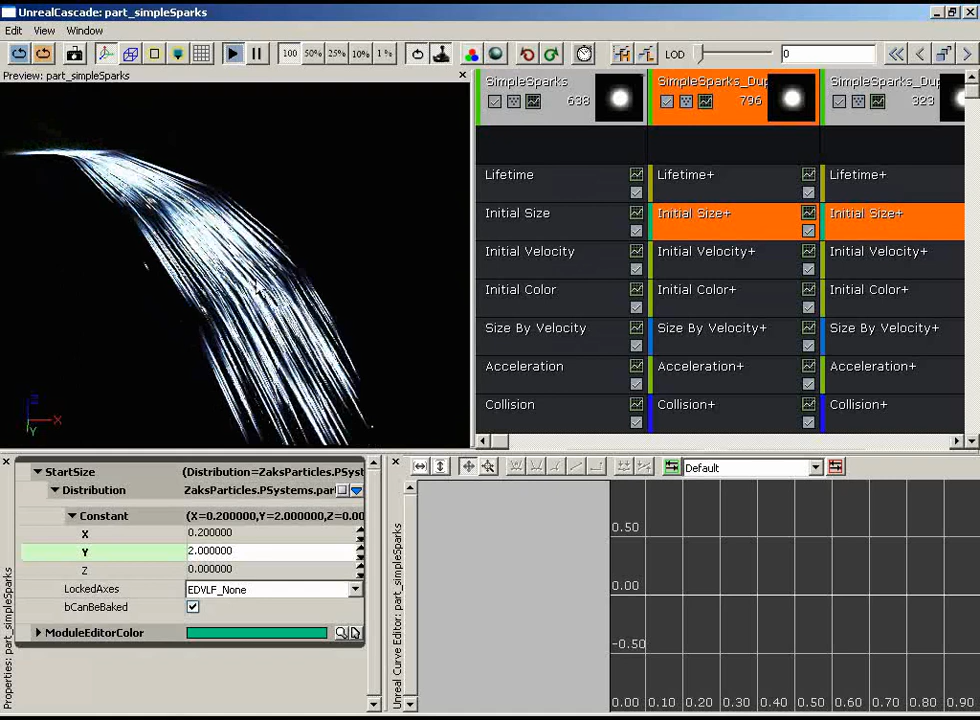 UnrealCascade: part_simpleSparks
Edit View Window
100 50% 25% 10% 1% LOD 0
Preview: part_simpleSparks
SimpleSparks SimpleSparks_Dup SimpleSparks_Dup
638 796 323
Lifetime Lifetime+ Lifetime+
Initial Size Initial Size+ Initial Size+
Initial Velocity Initial Velocity+ Initial Velocity+
Initial Color Initial Color+ Initial Color+
Size By Velocity Size By Velocity+ Size By Velocity+
Acceleration Acceleration+ Acceleration+
Collision Collision+ Collision+
Z
X
Y
Properties: part_simpleSparks
StartSize (Distribution=ZaksParticles.PSyst
Distribution ZaksParticles.PSystems.par
Constant (X=0.200000,Y=2.000000,Z=0.00
X 0.200000
Y 2.000000
Z 0.000000
LockedAxes EDVLF_None
bCanBeBaked
ModuleEditorColor
Unreal Curve Editor: part_simpleSparks
Default
0.50
0.00
-0.50
0.00 0.10 0.20 0.30 0.40 0.50 0.60 0.70 0.80 0.90